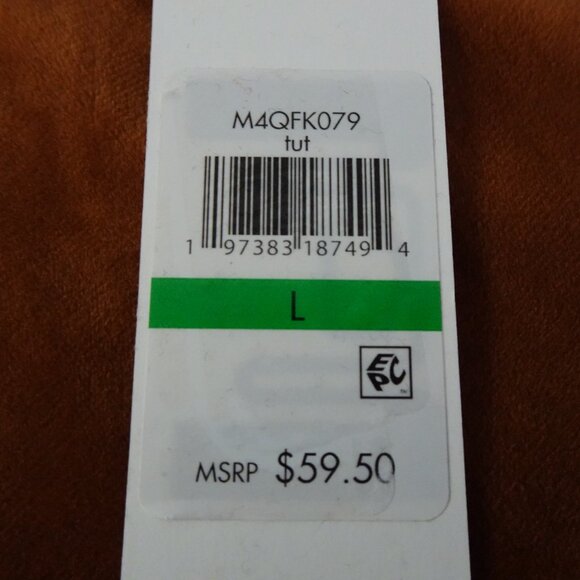 M4QFK079
tut
1 97383 18749 4
L
EPC
MSRP $59.50